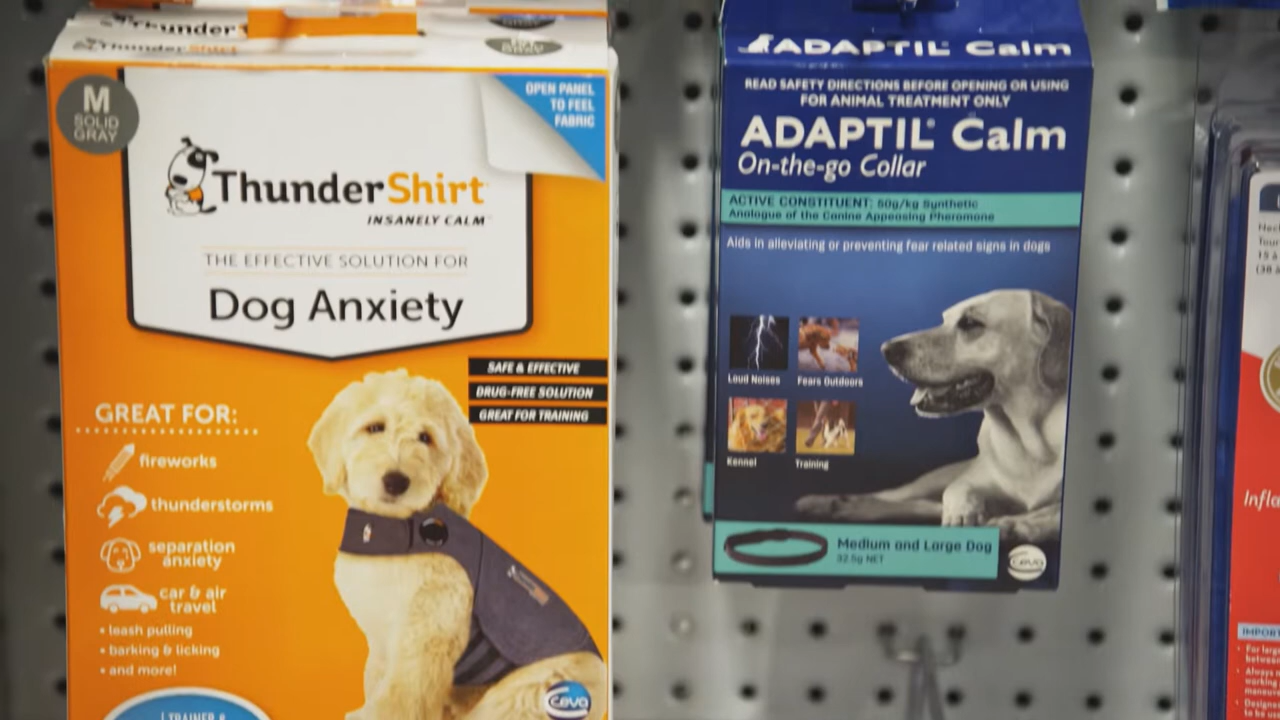 ThunderShirt
M
SOLID
GRAY
OPEN PANEL
TO FEEL
FABRIC
ThunderShirt
INSANELY CALM™
THE EFFECTIVE SOLUTION FOR
Dog Anxiety
SAFE & EFFECTIVE
DRUG-FREE SOLUTION
GREAT FOR TRAINING
GREAT FOR:
fireworks
thunderstorms
separation
anxiety
car & air
travel
• leash pulling
• barking & licking
• and more!
Ceva
ADAPTIL® Calm
READ SAFETY DIRECTIONS BEFORE OPENING OR USING
FOR ANIMAL TREATMENT ONLY
ADAPTIL® Calm
On-the-go Collar
ACTIVE CONSTITUENT: 50g/kg Synthetic
Analogue of the Canine Appeasing Pheromone
Aids in alleviating or preventing fear related signs in dogs
Loud Noises
Fears Outdoors
Kennel
Training
Medium and Large Dog
32.5g NET
Ceva